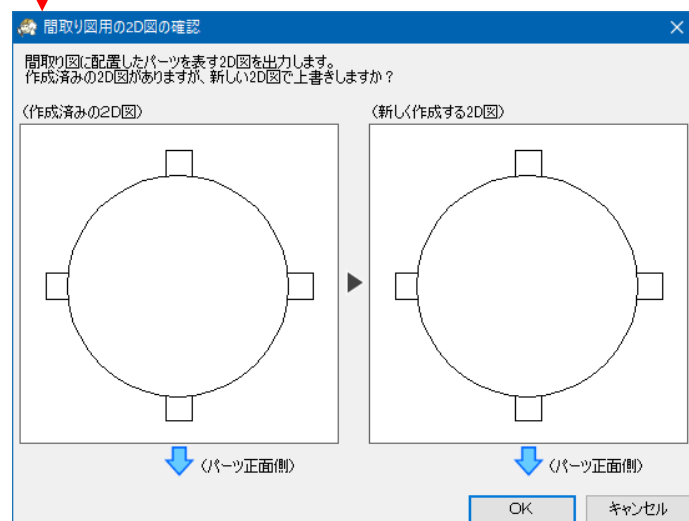 間取り図用の2D図の確認
間取り図に配置したパーツを表す2D図を出力します。
作成済みの2D図がありますが、新しい2D図で上書きしますか？
(作成済みの2D図)
(新しく作成する2D図)
(パーツ正面側)
(パーツ正面側)
OK
キャンセル